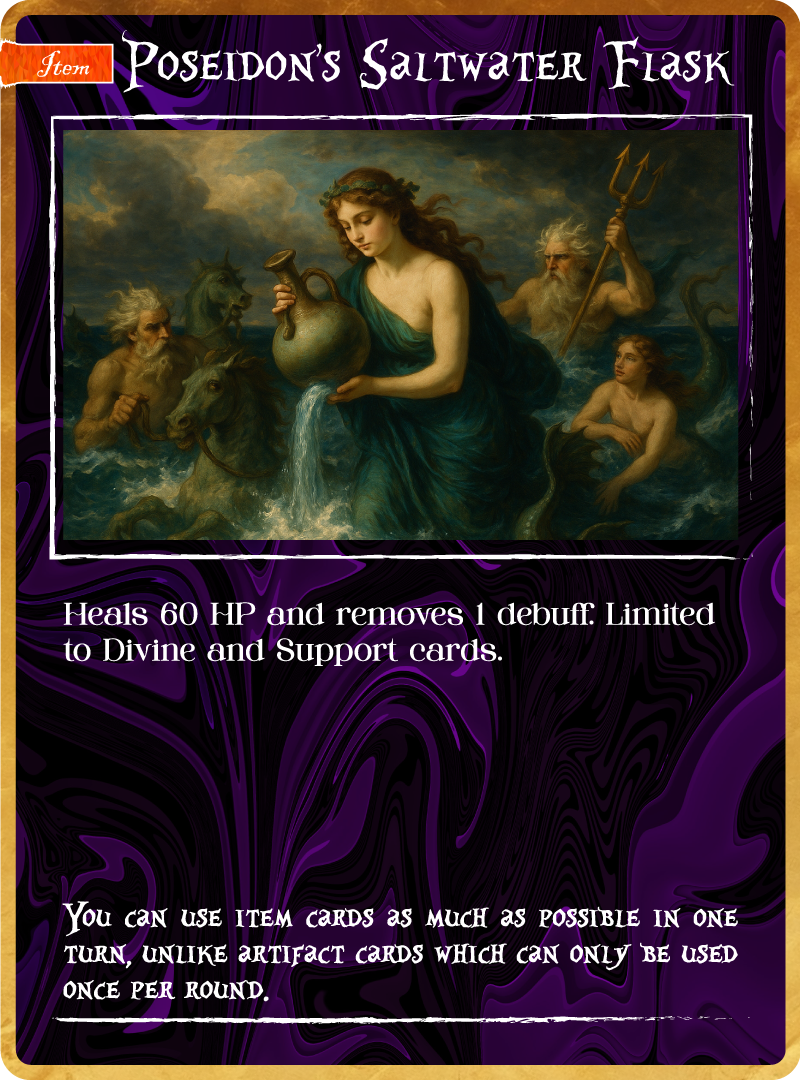 Item
Poseidon's Saltwater Flask
Heals 60 HP and removes 1 debuff. Limited
to Divine and Support cards.
You can use item cards as much as possible in one
turn, unlike artifact cards which can only be used
once per round.